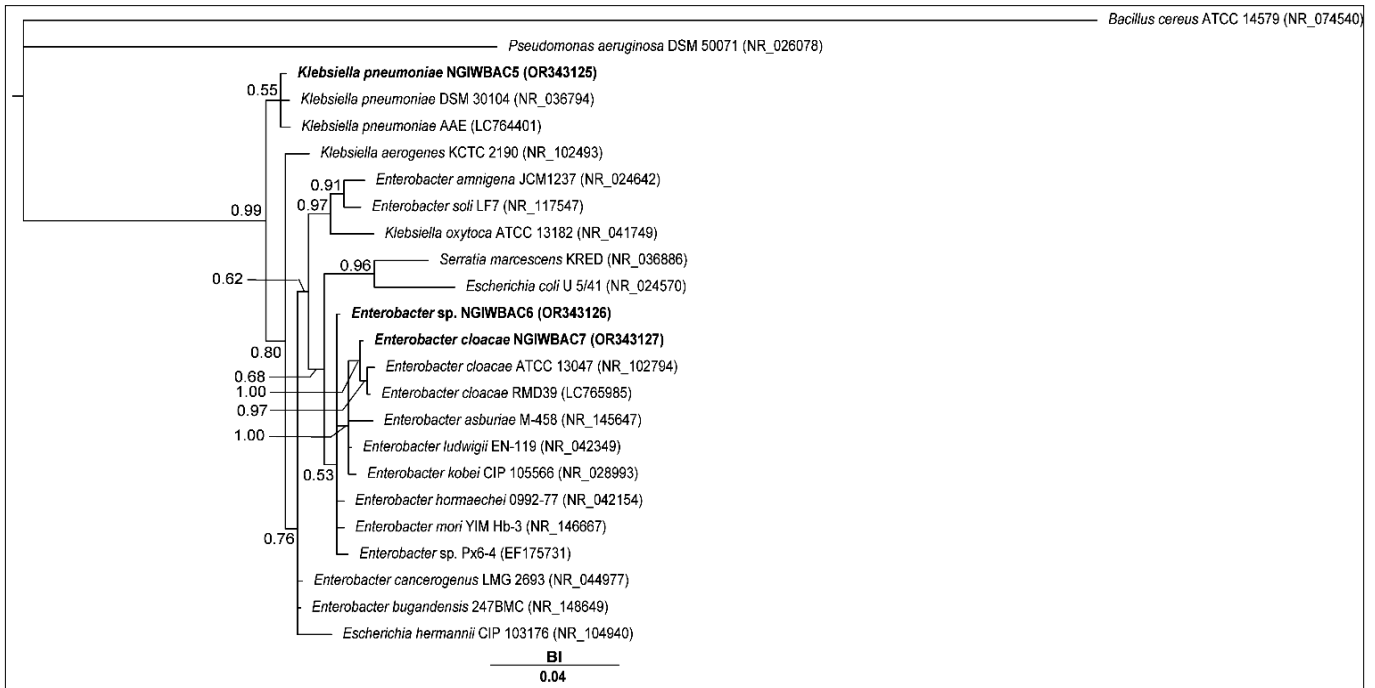 Bacillus cereus ATCC 14579 (NR_074540)
Pseudomonas aeruginosa DSM 50071 (NR_026078)
Klebsiella pneumoniae NGIWBAC5 (OR343125)
0.55
Klebsiella pneumoniae DSM 30104 (NR_036794)
Klebsiella pneumoniae AAE (LC764401)
Klebsiella aerogenes KCTC 2190 (NR_102493)
0.91
Enterobacter amnigena JCM1237 (NR_024642)
0.99
0.97
Enterobacter soli LF7 (NR_117547)
Klebsiella oxytoca ATCC 13182 (NR_041749)
Serratia marcescens KRED (NR_036886)
0.96
0.62
Escherichia coli U 5/41 (NR_024570)
Enterobacter sp. NGIWBAC6 (OR343126)
Enterobacter cloacae NGIWBAC7 (OR343127)
0.80
Enterobacter cloacae ATCC 13047 (NR_102794)
0.68
1.00
Enterobacter cloacae RMD39 (LC765985)
0.97
Enterobacter asburiae M-458 (NR_145647)
1.00
Enterobacter ludwigii EN-119 (NR_042349)
0.53
Enterobacter kobei CIP 105566 (NR_028993)
Enterobacter hormaechei 0992-77 (NR_042154)
Enterobacter mori YIM Hb-3 (NR_146667)
0.76
Enterobacter sp. Px6-4 (EF175731)
Enterobacter cancerogenus LMG 2693 (NR_044977)
Enterobacter bugandensis 247BMC (NR_148649)
Escherichia hermannii CIP 103176 (NR_104940)
BI
0.04